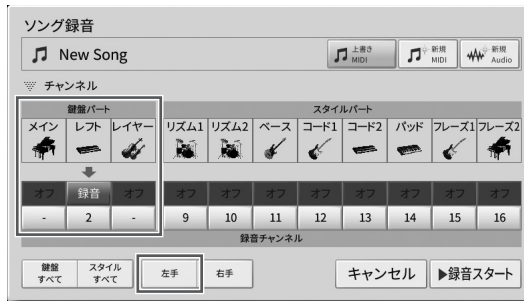 ソング録音
New Song
上書き
MIDI
新規
MIDI
新規
Audio
チャンネル
鍵盤パート
スタイルパート
メイン レフト レイヤー リズム1 リズム2 ベース コード1 コード2 パッド フレーズ1 フレーズ2
オフ 録音 オフ オフ オフ オフ オフ オフ オフ オフ オフ
- 2 - 9 10 11 12 13 14 15 16
録音チャンネル
鍵盤
すべて
スタイル
すべて
左手
右手
キャンセル
▶録音スタート